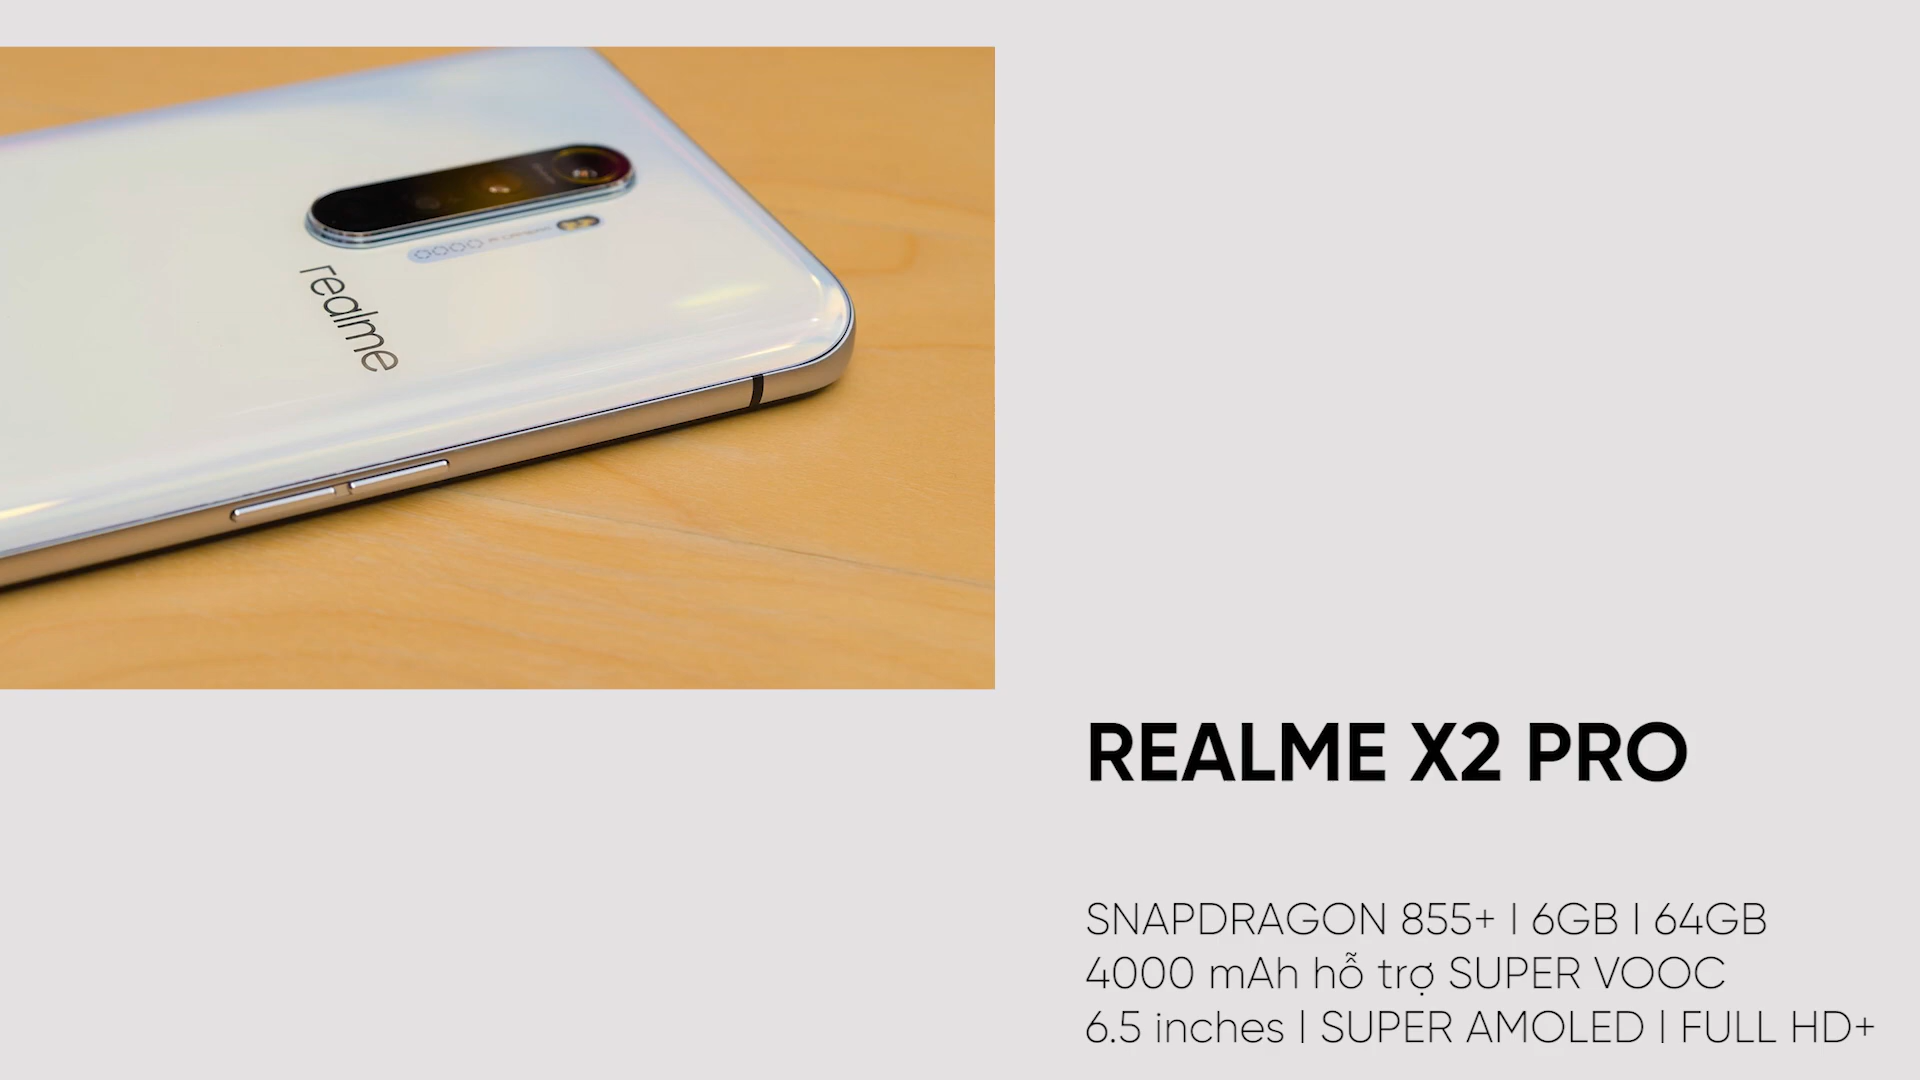 realme
REALME X2 PRO
SNAPDRAGON 855+ | 6GB | 64GB
4000 mAh hỗ trợ SUPER VOOC
6.5 inches | SUPER AMOLED | FULL HD+